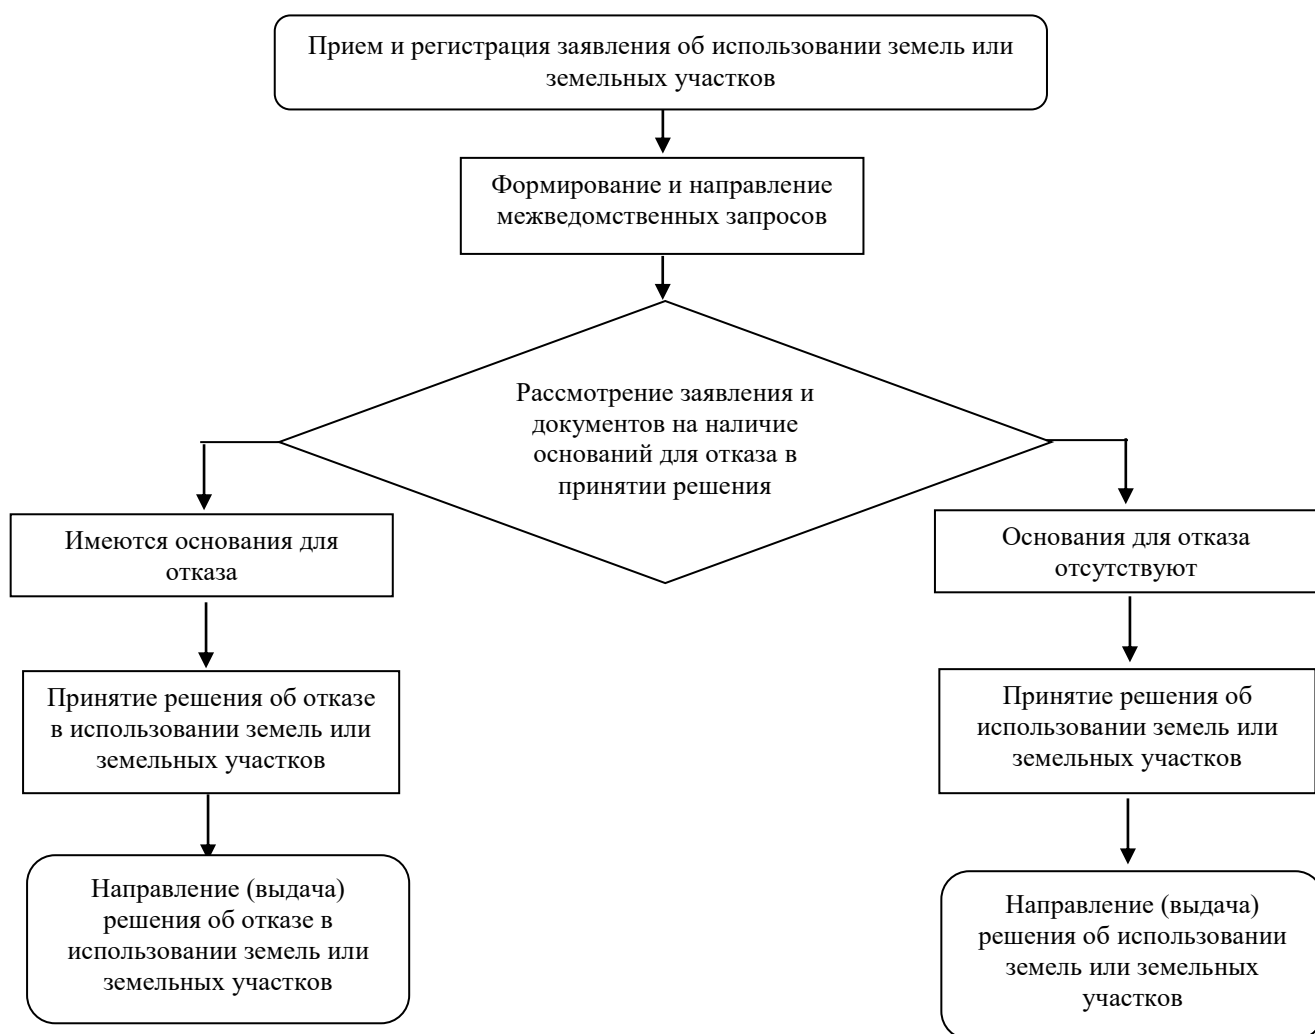 Прием и регистрация заявления об использовании земель или
земельных участков
Формирование и направление
межведомственных запросов
Рассмотрение заявления и
документов на наличие
оснований для отказа в
принятии решения
Имеются основания для
отказа
Основания для отказа
отсутствуют
Принятие решения об отказе
в использовании земель или
земельных участков
Принятие решения об
использовании земель или
земельных участков
Направление (выдача)
решения об отказе в
использовании земель или
земельных участков
Направление (выдача)
решения об использовании
земель или земельных
участков